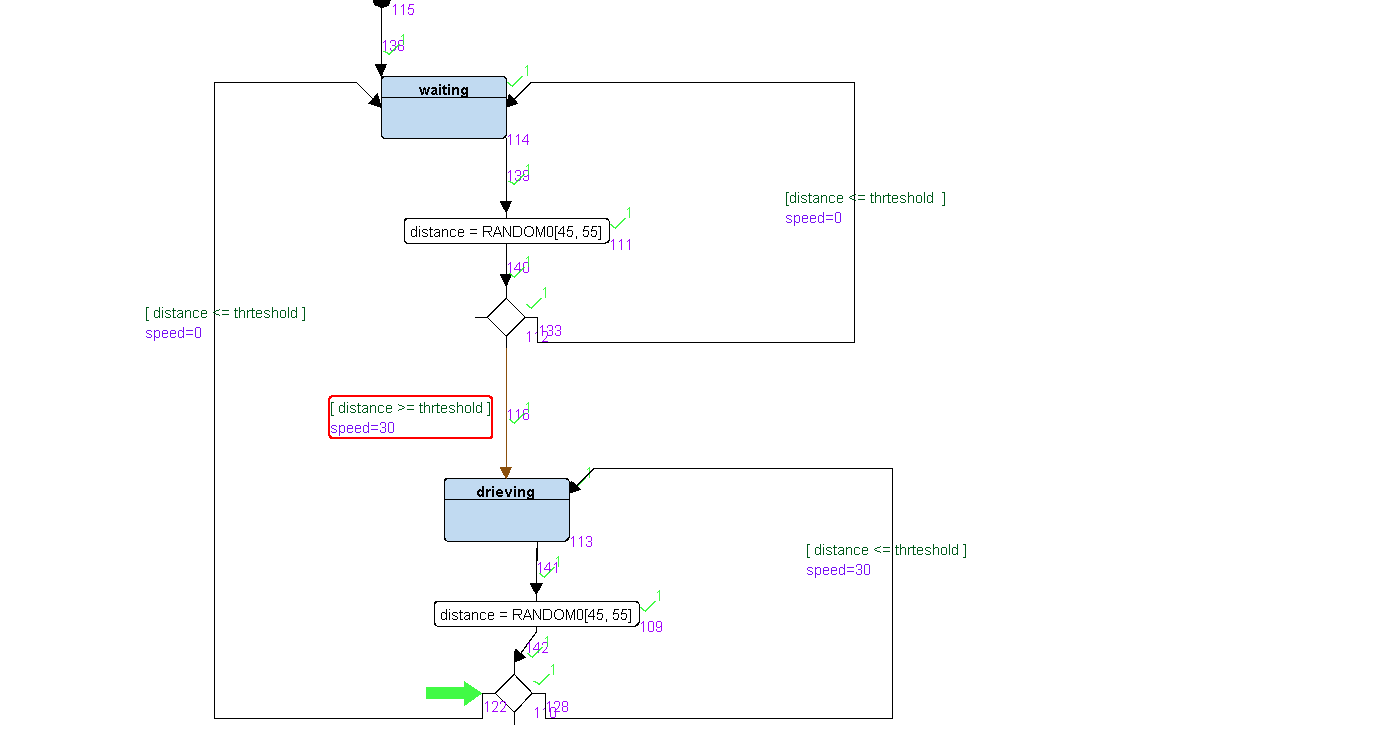 115
138
1
waiting
1
114
139
1
[distance <= thrteshold ]
speed=0
distance = RANDOM0[45, 55]
1
111
140
1
1
[ distance <= thrteshold ]
speed=0
112
133
[ distance >= thrteshold ]
speed=30
116
1
1
drieving
113
[ distance <= thrteshold ]
speed=30
141
1
distance = RANDOM0[45, 55]
1
109
142
1
1
122
110
128